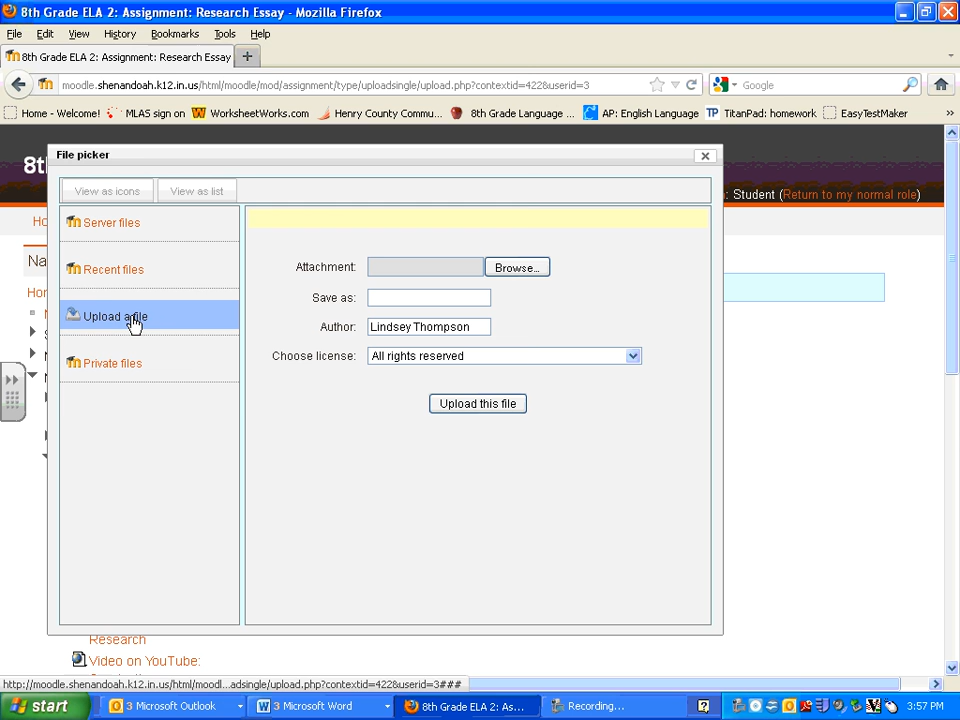 8th Grade ELA 2: Assignment: Research Essay - Mozilla Firefox
File Edit View History Bookmarks Tools Help
8th Grade ELA 2: Assignment: Research Essay
moodle.shenandoah.k12.in.us/html/moodle/mod/assignment/type/uploadsingle/upload.php?contextid=422&userid=3
Google
Home - Welcome! MLAS sign on WorksheetWorks.com Henry County Commu... 8th Grade Language ... AP: English Language TitanPad: homework EasyTestMaker
8t
File picker
View as icons View as list
: Student (Return to my normal role)
Ho
Server files
Na
Recent files
Attachment: Browse...
Hor
Save as:
Upload a file
Author: Lindsey Thompson
Choose license: All rights reserved
Private files
Upload this file
Research
Video on YouTube:
http://moodle.shenandoah.k12.in.us/html/moodl...adsingle/upload.php?contextid=422&userid=3###
start 3 Microsoft Outlook 3 Microsoft Word 8th Grade ELA 2: As... Recording... 3:57 PM